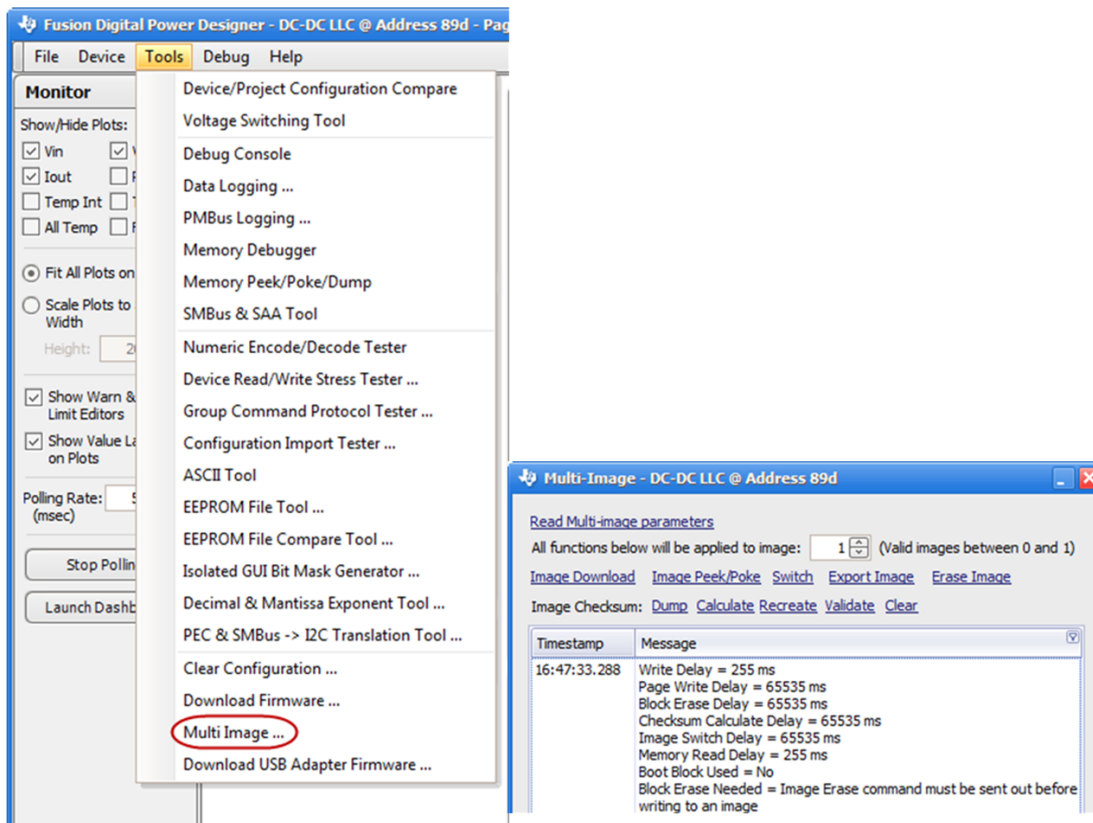 Fusion Digital Power Designer - DC-DC LLC @ Address 89d - Pag
File Device Tools Debug Help
Monitor
Show/Hide Plots:
Vin
Iout
Temp Int
All Temp
Fit All Plots on
Scale Plots to
Width
Height:
Show Warn &
Limit Editors
Show Value La
on Plots
Polling Rate:
(msec)
Stop Pollin
Launch Dashb
Device/Project Configuration Compare
Voltage Switching Tool
Debug Console
Data Logging ...
PMBus Logging ...
Memory Debugger
Memory Peek/Poke/Dump
SMBus & SAA Tool
Numeric Encode/Decode Tester
Device Read/Write Stress Tester ...
Group Command Protocol Tester ...
Configuration Import Tester ...
ASCII Tool
EEPROM File Tool ...
EEPROM File Compare Tool ...
Isolated GUI Bit Mask Generator ...
Decimal & Mantissa Exponent Tool ...
PEC & SMBus -> I2C Translation Tool ...
Clear Configuration ...
Download Firmware ...
Multi Image ...
Download USB Adapter Firmware ...
Multi-Image - DC-DC LLC @ Address 89d
Read Multi-image parameters
All functions below will be applied to image: 1 (Valid images between 0 and 1)
Image Download Image Peek/Poke Switch Export Image Erase Image
Image Checksum: Dump Calculate Recreate Validate Clear
Timestamp Message
16:47:33.288 Write Delay = 255 ms
Page Write Delay = 65535 ms
Block Erase Delay = 65535 ms
Checksum Calculate Delay = 65535 ms
Image Switch Delay = 65535 ms
Memory Read Delay = 255 ms
Boot Block Used = No
Block Erase Needed = Image Erase command must be sent out before
writing to an image